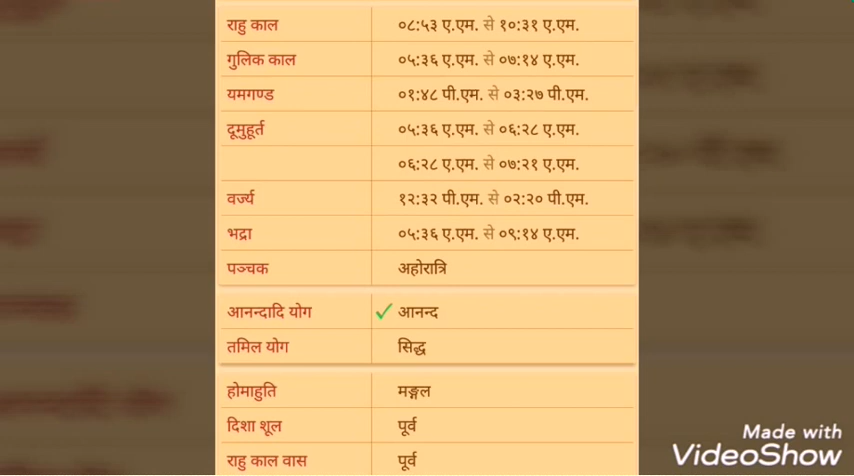 राहु काल ०८:५३ ए.एम. से १०:३१ ए.एम.
गुलिक काल ०५:३६ ए.एम. से ०७:१४ ए.एम.
यमगण्ड ०१:४८ पी.एम. से ०३:२७ पी.एम.
दूमुहूर्त ०५:३६ ए.एम. से ०६:२८ ए.एम.
०६:२८ ए.एम. से ०७:२१ ए.एम.
वर्ज्य १२:३२ पी.एम. से ०२:२० पी.एम.
भद्रा ०५:३६ ए.एम. से ०९:१४ ए.एम.
पञ्चक अहोरात्रि
आनन्दादि योग ✓ आनन्द
तमिल योग सिद्ध
होमाहुति मङ्गल
दिशा शूल पूर्व
राहु काल वास पूर्व
Made with
VideoShow